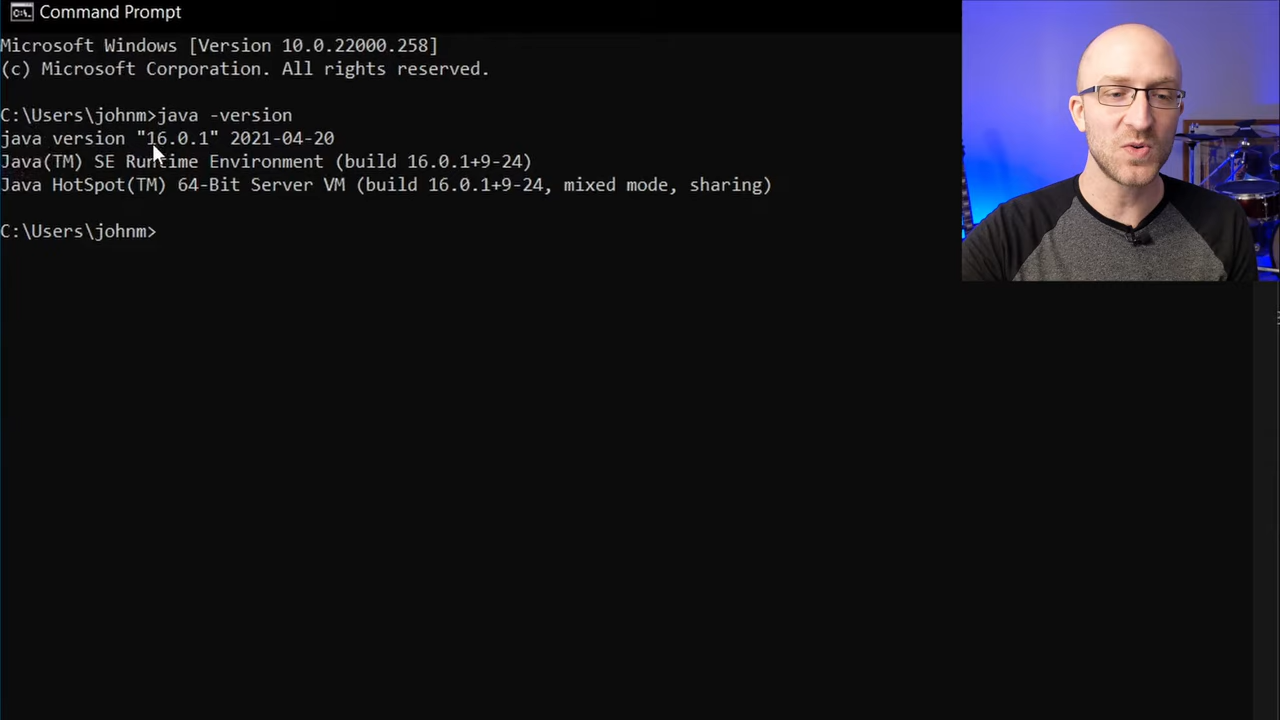 Command Prompt
Microsoft Windows [Version 10.0.22000.258]
(c) Microsoft Corporation. All rights reserved.
C:\Users\johnm>java -version
java version "16.0.1" 2021-04-20
Java(TM) SE Runtime Environment (build 16.0.1+9-24)
Java HotSpot(TM) 64-Bit Server VM (build 16.0.1+9-24, mixed mode, sharing)
C:\Users\johnm>